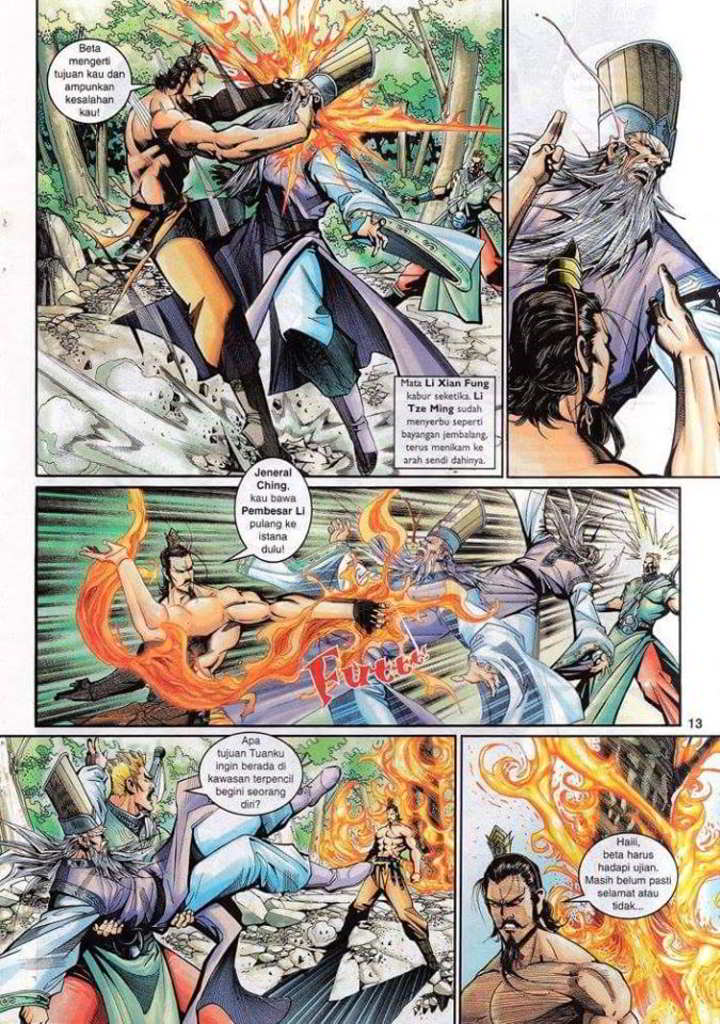 Beta
mengerti
tujuan kau dan
ampunkan
kesalahan
kau!
Mata Li Xian Fung
kabur seketika. Li
Tze Ming sudah
menyerbu seperti
bayangan jembalang,
terus menikam ke
arah sendi dahinya.
Jeneral
Ching,
kau bawa
Pembesar Li
pulang ke
istana
dulu!
Fuuu
13
Apa
tujuan Tuanku
ingin berada di
kawasan terpencil
begini seorang
diri?
Haiii,
beta harus
hadapi ujian.
Masih belum pasti
selamat atau
tidak...